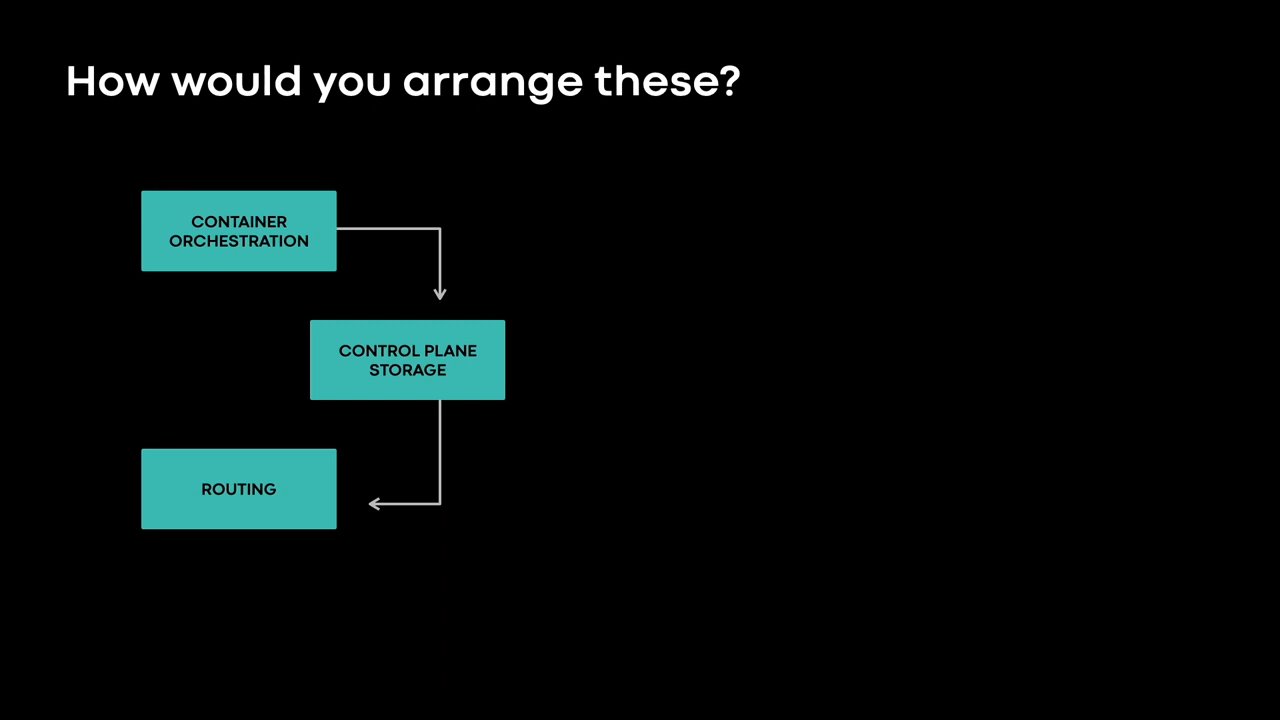 How would you arrange these?
CONTAINER
ORCHESTRATION
CONTROL PLANE
STORAGE
ROUTING